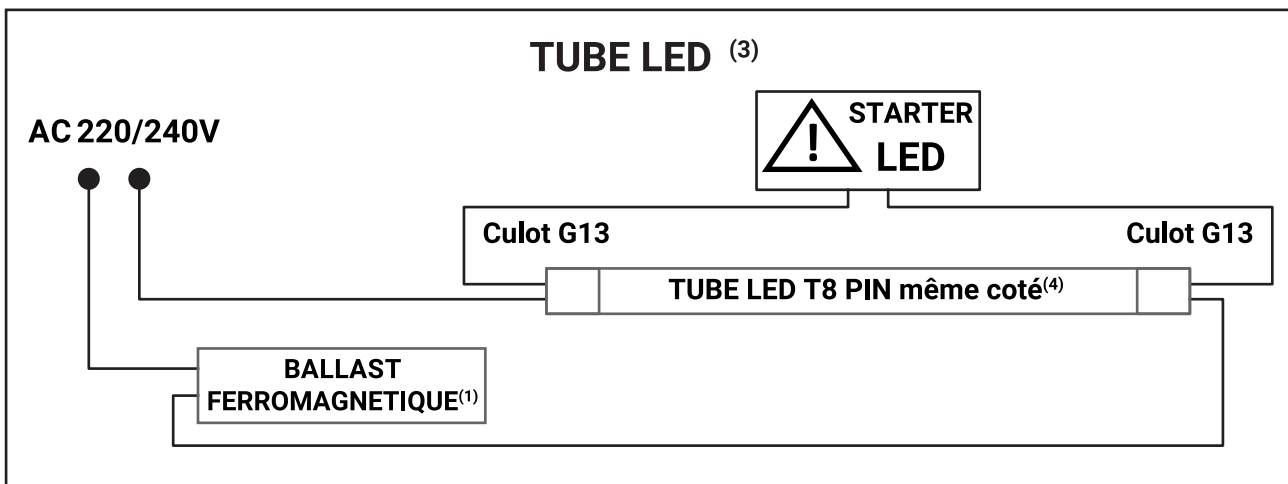 TUBE LED (3)
AC 220/240V
! STARTER
LED
Culot G13
Culot G13
TUBE LED T8 PIN même coté(4)
BALLAST
FERROMAGNETIQUE(1)